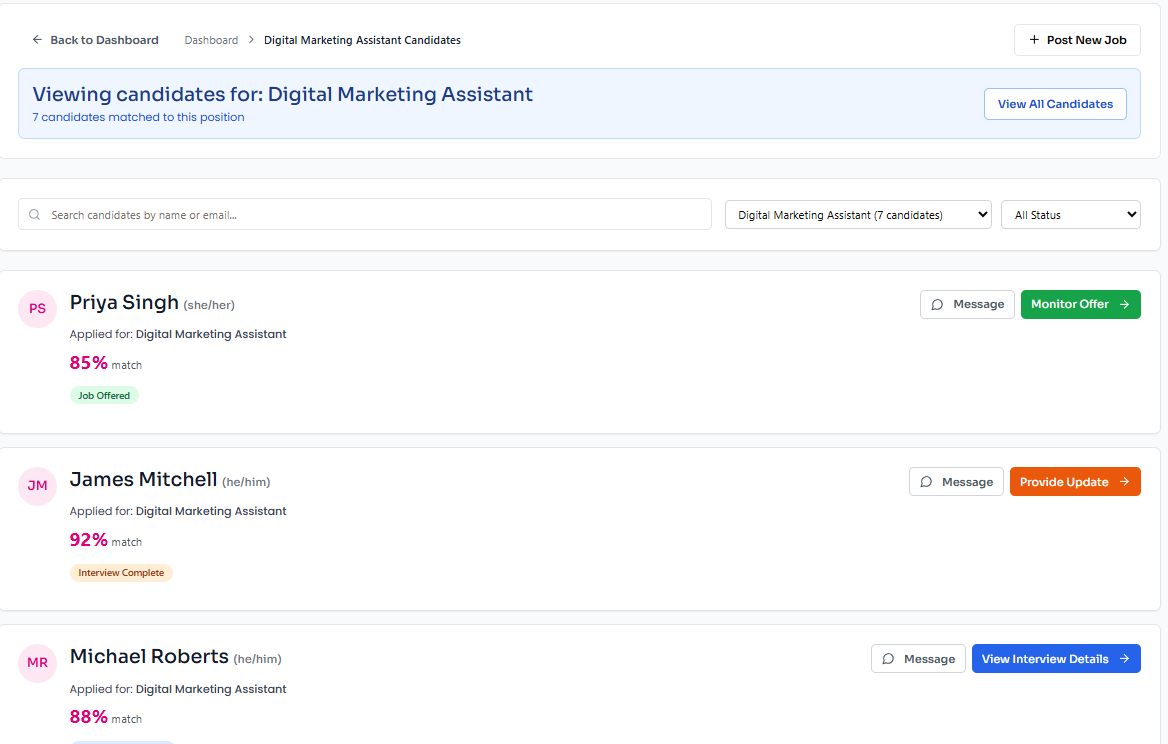 Back to Dashboard Dashboard Digital Marketing Assistant Candidates Post New Job
Viewing candidates for: Digital Marketing Assistant
7 candidates matched to this position
View All Candidates
Search candidates by name or email... Digital Marketing Assistant (7 candidates) All Status
PS Priya Singh (she/her) Message Monitor Offer
Applied for: Digital Marketing Assistant
85% match
Job Offered
JM James Mitchell (he/him) Message Provide Update
Applied for: Digital Marketing Assistant
92% match
Interview Complete
MR Michael Roberts (he/him) Message View Interview Details
Applied for: Digital Marketing Assistant
88% match